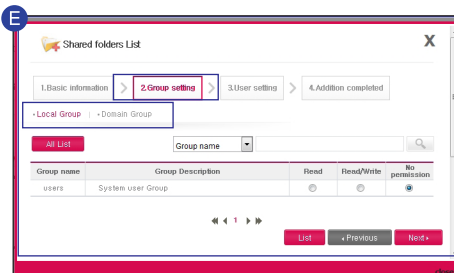 E
Shared folders List X
1.Basic information 2.Group setting 3.User setting 4.Addition completed
Local Group | Domain Group
All List Group name
Group name Group Description Read Read/Write No permission
users System user Group
1
List Previous Next